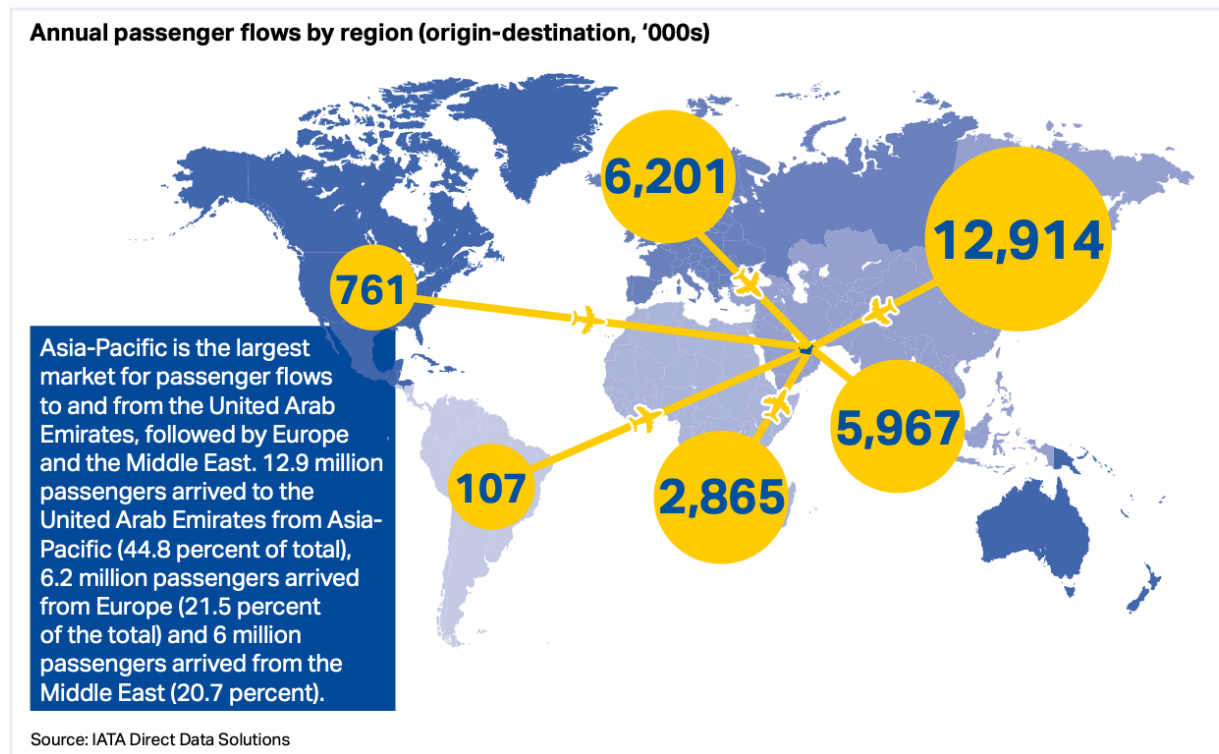 Annual passenger flows by region (origin-destination, ‘000s)
6,201
12,914
761
Asia-Pacific is the largest
market for passenger flows
to and from the United Arab
Emirates, followed by Europe
and the Middle East. 12.9 million
passengers arrived to the
United Arab Emirates from Asia-
Pacific (44.8 percent of total),
6.2 million passengers arrived
from Europe (21.5 percent
of the total) and 6 million
passengers arrived from the
Middle East (20.7 percent).
5,967
107
2,865
Source: IATA Direct Data Solutions